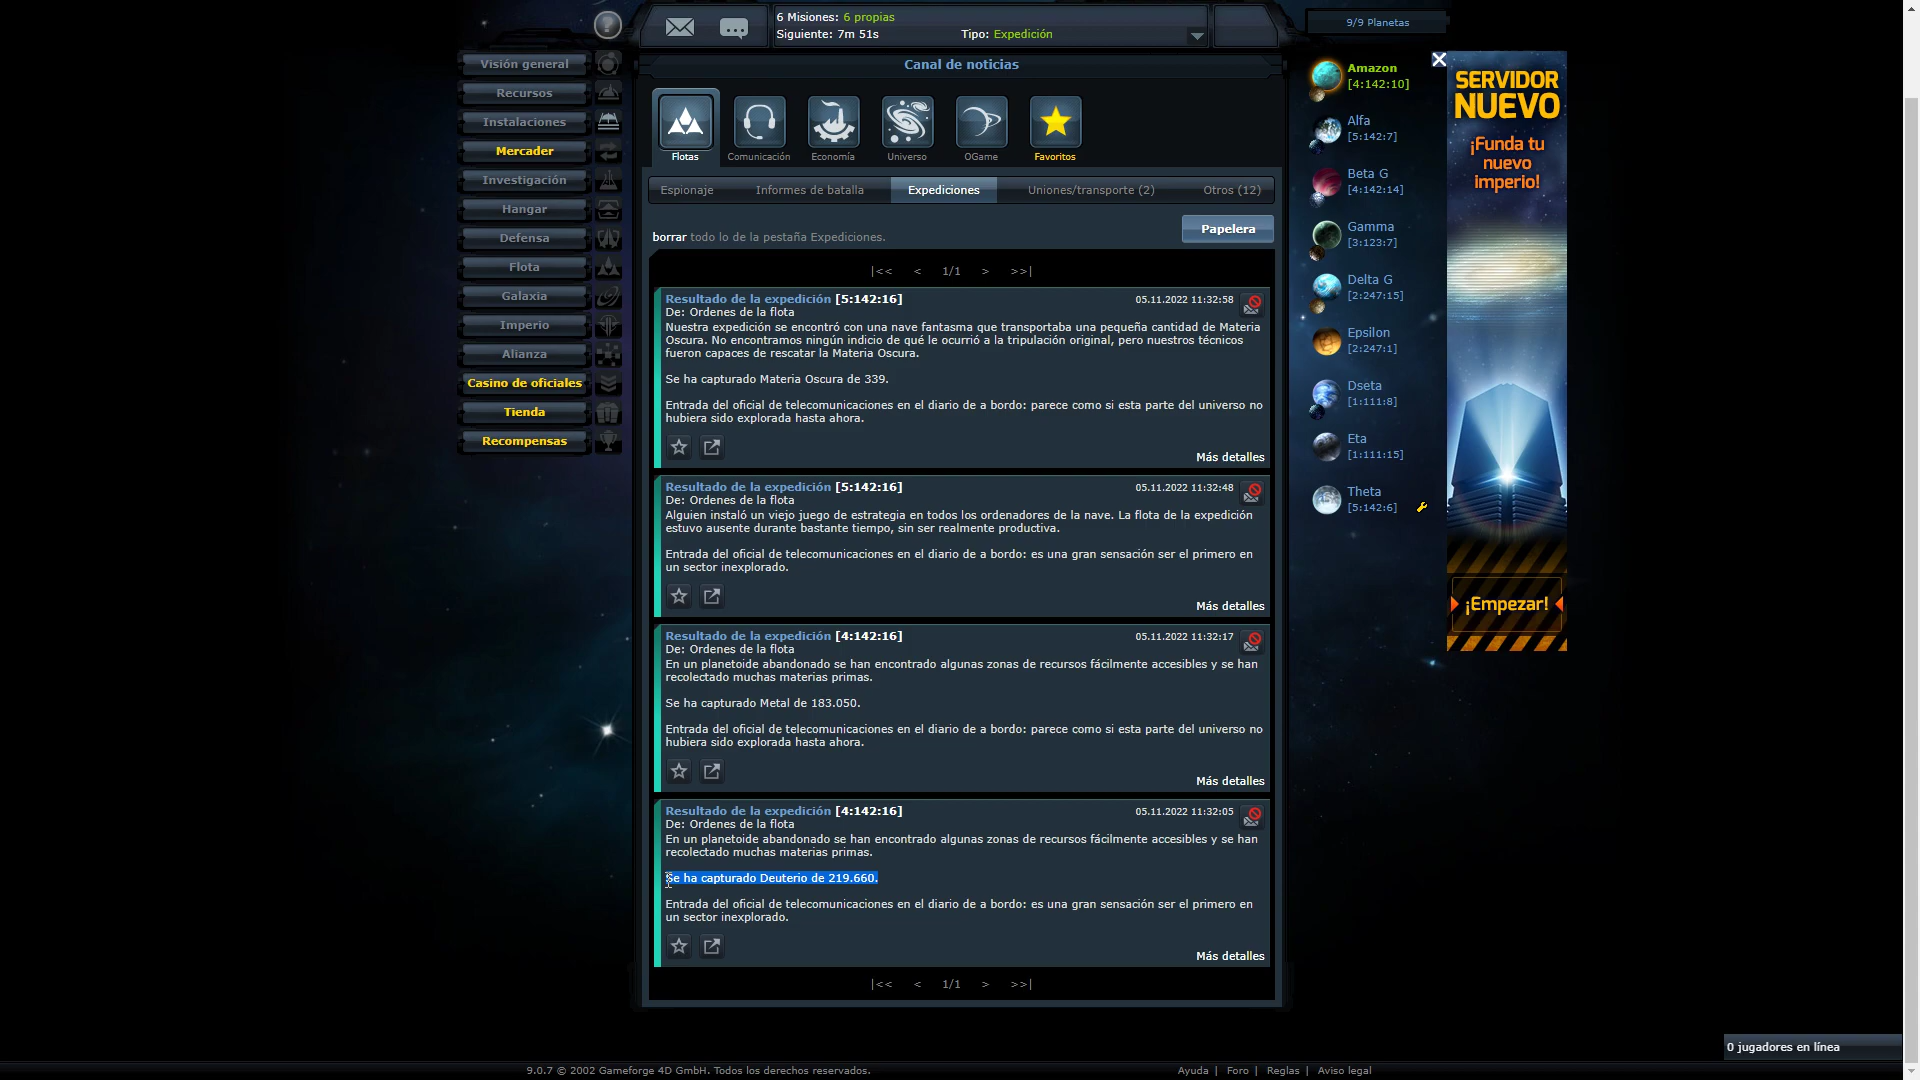 ?
6 Misiones: 6 propias
Siguiente: 7m 51s
Tipo: Expedición
9/9 Planetas
Visión general
Recursos
Instalaciones
Mercader
Investigación
Hangar
Defensa
Flota
Galaxia
Imperio
Alianza
Casino de oficiales
Tienda
Recompensas
Canal de noticias
Flotas
Comunicación
Economía
Universo
OGame
Favoritos
Espionaje
Informes de batalla
Expediciones
Uniones/transporte (2)
Otros (12)
borrar todo lo de la pestaña Expediciones.
Papelera
|<< < 1/1 > >>|
Resultado de la expedición [5:142:16]
05.11.2022 11:32:58
De: Ordenes de la flota
Nuestra expedición se encontró con una nave fantasma que transportaba una pequeña cantidad de Materia
Oscura. No encontramos ningún indicio de qué le ocurrió a la tripulación original, pero nuestros técnicos
fueron capaces de rescatar la Materia Oscura.
Se ha capturado Materia Oscura de 339.
Entrada del oficial de telecomunicaciones en el diario de a bordo: parece como si esta parte del universo no
hubiera sido explorada hasta ahora.
Más detalles
Resultado de la expedición [5:142:16]
05.11.2022 11:32:48
De: Ordenes de la flota
Alguien instaló un viejo juego de estrategia en todos los ordenadores de la nave. La flota de la expedición
estuvo ausente durante bastante tiempo, sin ser realmente productiva.
Entrada del oficial de telecomunicaciones en el diario de a bordo: es una gran sensación ser el primero en
un sector inexplorado.
Más detalles
Resultado de la expedición [4:142:16]
05.11.2022 11:32:17
De: Ordenes de la flota
En un planetoide abandonado se han encontrado algunas zonas de recursos fácilmente accesibles y se han
recolectado muchas materias primas.
Se ha capturado Metal de 183.050.
Entrada del oficial de telecomunicaciones en el diario de a bordo: parece como si esta parte del universo no
hubiera sido explorada hasta ahora.
Más detalles
Resultado de la expedición [4:142:16]
05.11.2022 11:32:05
De: Ordenes de la flota
En un planetoide abandonado se han encontrado algunas zonas de recursos fácilmente accesibles y se han
recolectado muchas materias primas.
Se ha capturado Deuterio de 219.660.
Entrada del oficial de telecomunicaciones en el diario de a bordo: es una gran sensación ser el primero en
un sector inexplorado.
Más detalles
|<< < 1/1 > >>|
Amazon
[4:142:10]
Alfa
[5:142:7]
Beta G
[4:142:14]
Gamma
[3:123:7]
Delta G
[2:247:15]
Epsilon
[2:247:1]
Dseta
[1:111:8]
Eta
[1:111:15]
Theta
[5:142:6]
SERVIDOR
NUEVO
¡Funda tu
nuevo
imperio!
¡Empezar!
0 jugadores en línea
9.0.7 © 2002 Gameforge 4D GmbH. Todos los derechos reservados.
Ayuda | Foro | Reglas | Aviso legal